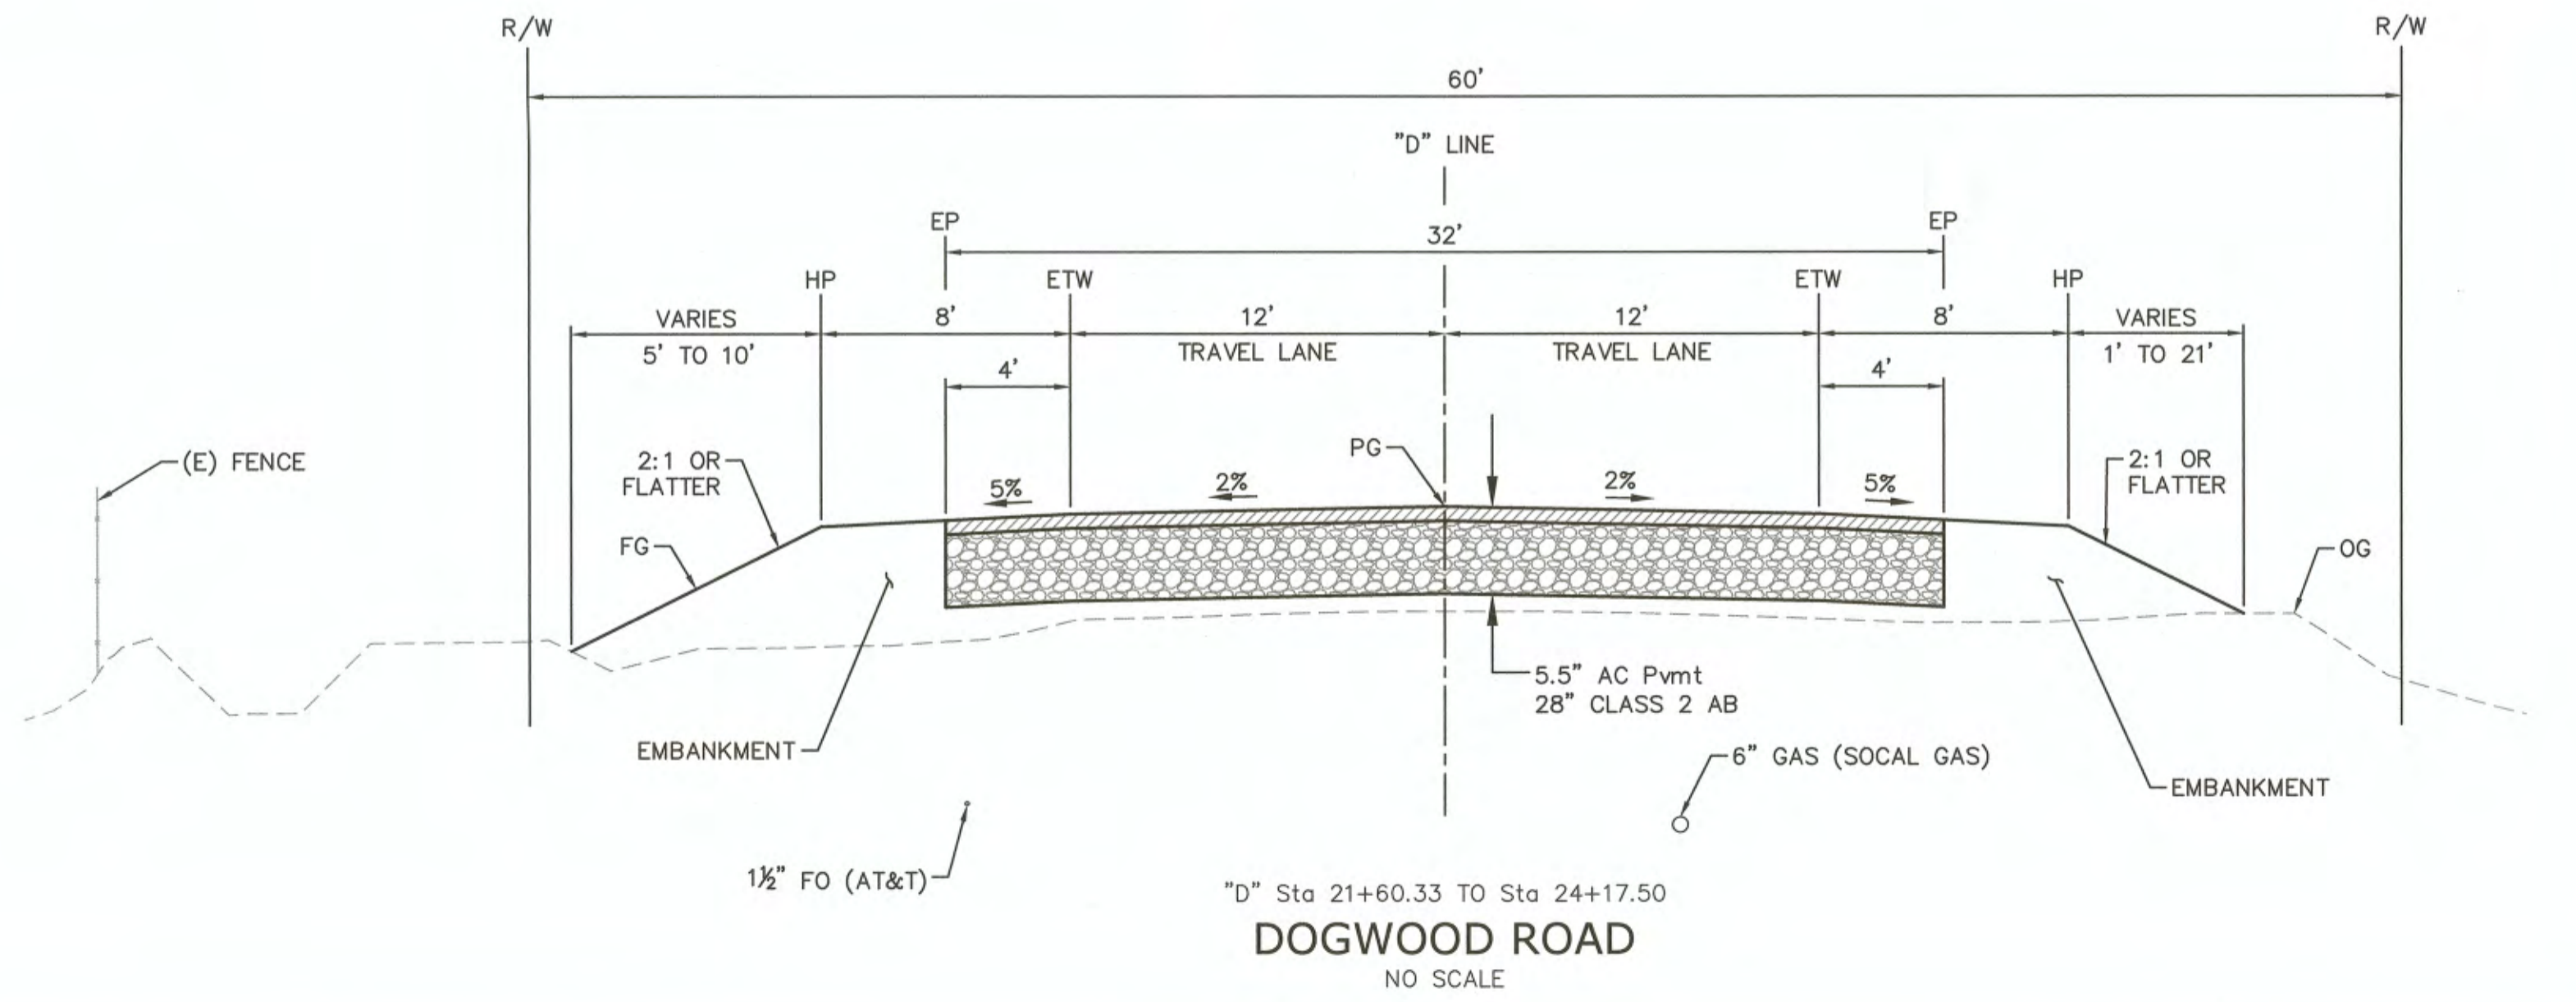 R/W
R/W
60'
"D" LINE
EP
EP
32'
HP
ETW
ETW
HP
VARIES
8'
12'
12'
8'
VARIES
5' TO 10'
TRAVEL LANE
TRAVEL LANE
1' TO 21'
4'
4'
(E) FENCE
2:1 OR
FLATTER
PG
2:1 OR
FLATTER
5%
2%
2%
5%
FG
OG
5.5" AC Pvmt
28" CLASS 2 AB
EMBANKMENT
6" GAS (SOCAL GAS)
EMBANKMENT
1½" FO (AT&T)
"D" Sta 21+60.33 TO Sta 24+17.50
DOGWOOD ROAD
NO SCALE